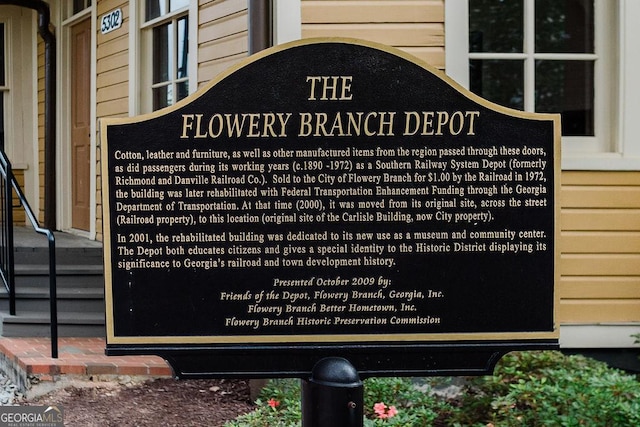 5302
THE
FLOWERY BRANCH DEPOT
Cotton, leather and furniture, as well as other manufactured items from the region passed through these doors,
as did passengers during its working years (c.1890 -1972) as a Southern Railway System Depot (formerly
Richmond and Danville Railroad Co.). Sold to the City of Flowery Branch for $1.00 by the Railroad in 1972,
the building was later rehabilitated with Federal Transportation Enhancement Funding through the Georgia
Department of Transportation. At that time (2000), it was moved from its original site, across the street
(Railroad property), to this location (original site of the Carlisle Building, now City property).
In 2001, the rehabilitated building was dedicated to its new use as a museum and community center.
The Depot both educates citizens and gives a special identity to the Historic District displaying its
significance to Georgia's railroad and town development history.
Presented October 2009 by:
Friends of the Depot, Flowery Branch, Georgia, Inc.
Flowery Branch Better Hometown, Inc.
Flowery Branch Historic Preservation Commission
GEORGIAMLS
REAL ESTATE SERVICES